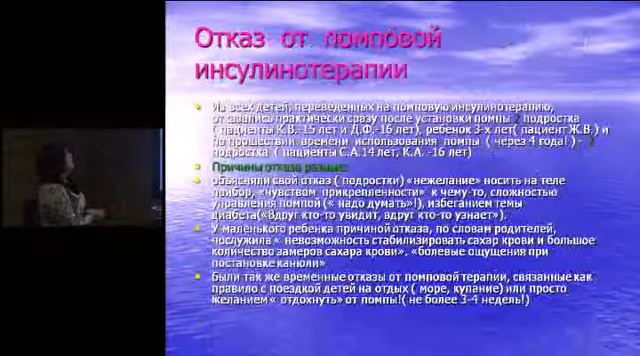 Отказ от помповой
инсулинотерапии
Из всех детей, переведенных на помповую инсулинотерапию,
отказались практически сразу после установки помпы 2 подростка
( пациенты К.В.-15 лет и Д.Ф.-16 лет), ребенок 3-х лет( пациент Ж.В.) и
по прошествии времени использования помпы ( через 4 года! ) - 2
подростка ( пациенты С.А.14 лет, К.А. -16 лет)
Причины отказа разные:
объясняли свой отказ ( подростки) «нежелание» носить на теле
прибор, «чувством прикрепленности» к чему-то, сложностью
управления помпой (« надо думать»!), избеганием темы
диабета(«Вдруг кто-то увидит, вдруг кто-то узнает»).
У маленького ребенка причиной отказа, по словам родителей,
послужила « невозможность стабилизировать сахар крови и большое
количество замеров сахара крови», «болевые ощущения при
постановке канюли»
Были так же временные отказы от помповой терапии, связанные как
правило с поездкой детей на отдых ( море, купание) или просто
желанием « отдохнуть» от помпы!( не более 3-4 недель!)